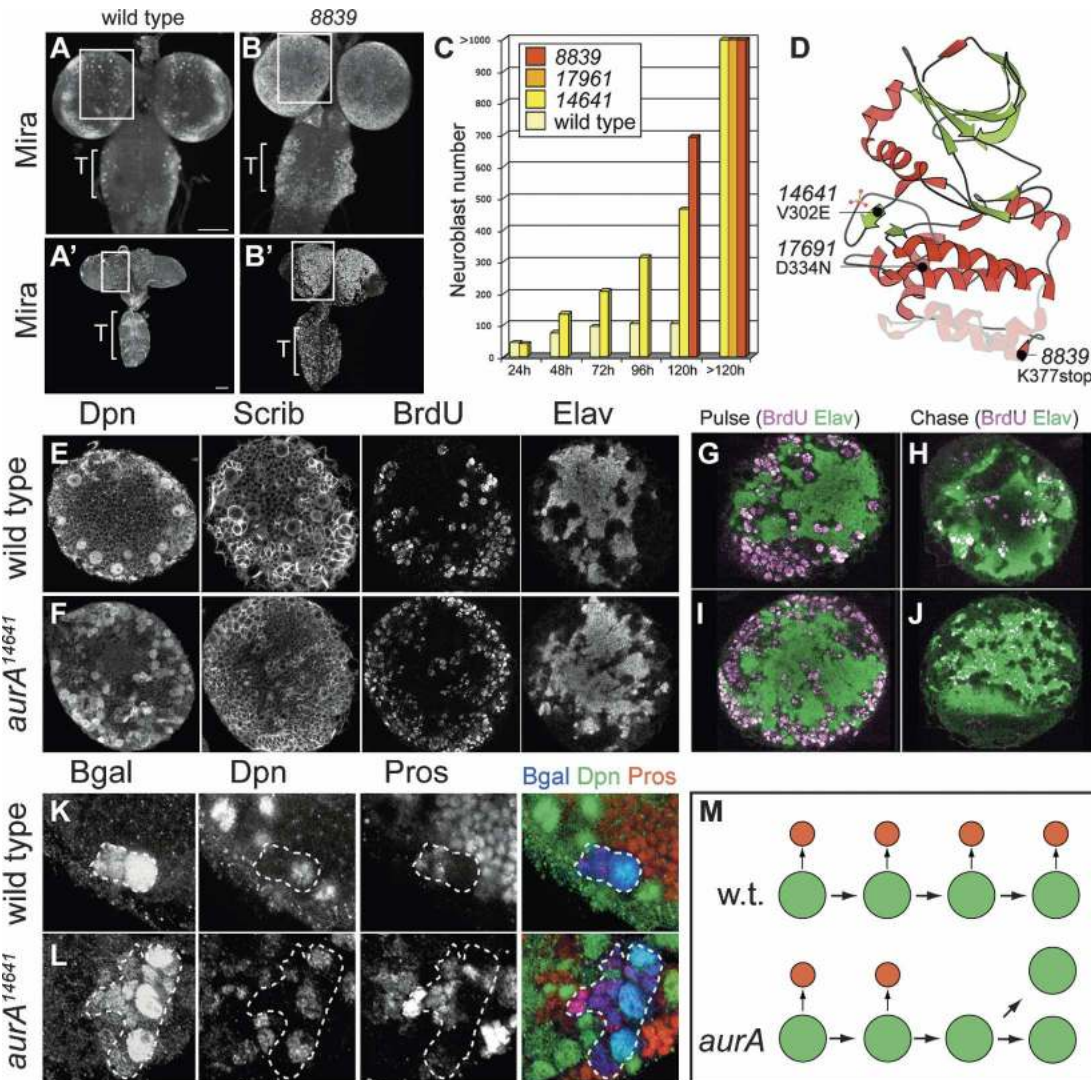 wild type
8839
A
B
Mira
T
T
A'
B'
Mira
T
T
C
>1000
900
800
700
600
500
400
300
200
100
0
Neuroblast number
8839
17961
14641
wild type
24h 48h 72h 96h 120h >120h
D
14641
V302E
17691
D334N
8839
K377stop
Dpn Scrib BrdU Elav
Pulse (BrdU Elav)
Chase (BrdU Elav)
wild type
E
G
H
aurA14641
F
I
J
Bgal Dpn Pros Bgal Dpn Pros
wild type
K
aurA14641
L
M
w.t.
aurA